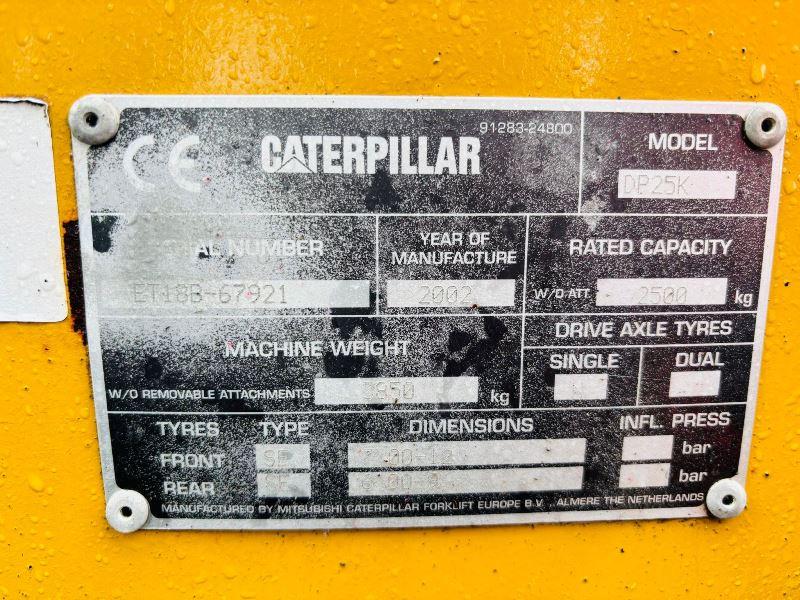 91283-24800
CE CATERPILLAR MODEL
DP25K
NUMBER YEAR OF MANUFACTURE RATED CAPACITY
ET18B-67921 2002 W/O ATT. 2500 kg
MACHINE WEIGHT DRIVE AXLE TYRES
SINGLE DUAL
W/O REMOVABLE ATTACHMENTS kg
TYRES TYPE DIMENSIONS INFL. PRESS
FRONT bar
REAR bar
MANUFACTURED BY MITSUBISHI CATERPILLAR FORKLIFT EUROPE B.V. , ALMERE THE NETHERLANDS